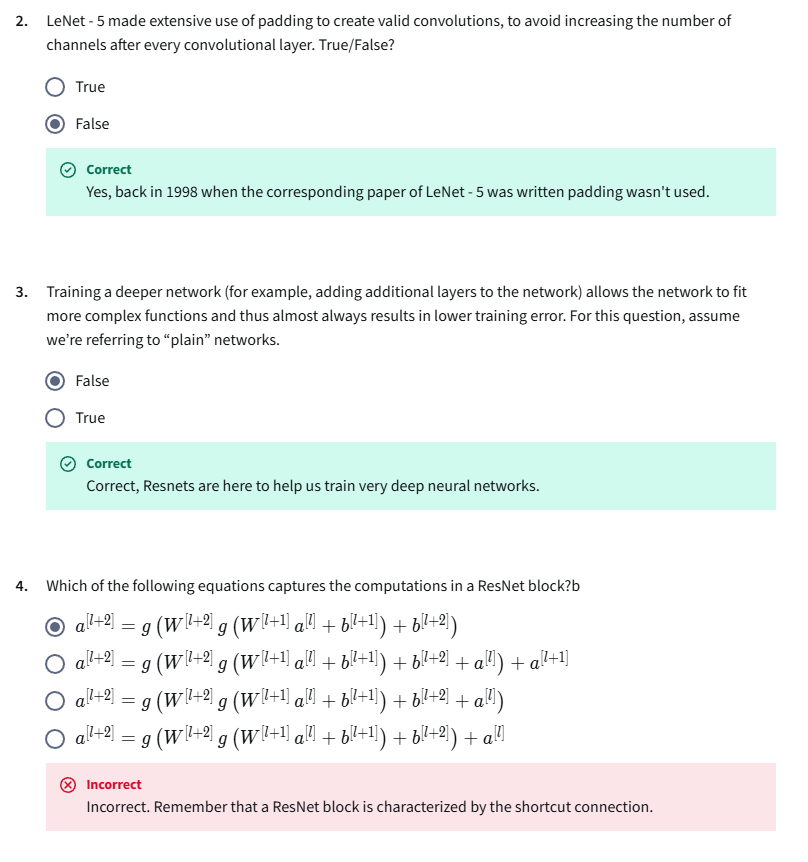 2. LeNet - 5 made extensive use of padding to create valid convolutions, to avoid increasing the number of
channels after every convolutional layer. True/False?
True
False
Correct
Yes, back in 1998 when the corresponding paper of LeNet - 5 was written padding wasn't used.
3. Training a deeper network (for example, adding additional layers to the network) allows the network to fit
more complex functions and thus almost always results in lower training error. For this question, assume
we're referring to “plain” networks.
False
True
Correct
Correct, Resnets are here to help us train very deep neural networks.
4. Which of the following equations captures the computations in a ResNet block?b
a^{[l+2]} = g (W^{[l+2]} g (W^{[l+1]} a^{[l]} + b^{[l+1]}) + b^{[l+2]})
a^{[l+2]} = g (W^{[l+2]} g (W^{[l+1]} a^{[l]} + b^{[l+1]}) + b^{[l+2]} + a^{[l]}) + a^{[l+1]}
a^{[l+2]} = g (W^{[l+2]} g (W^{[l+1]} a^{[l]} + b^{[l+1]}) + b^{[l+2]} + a^{[l]})
a^{[l+2]} = g (W^{[l+2]} g (W^{[l+1]} a^{[l]} + b^{[l+1]}) + b^{[l+2]}) + a^{[l]}
Incorrect
Incorrect. Remember that a ResNet block is characterized by the shortcut connection.